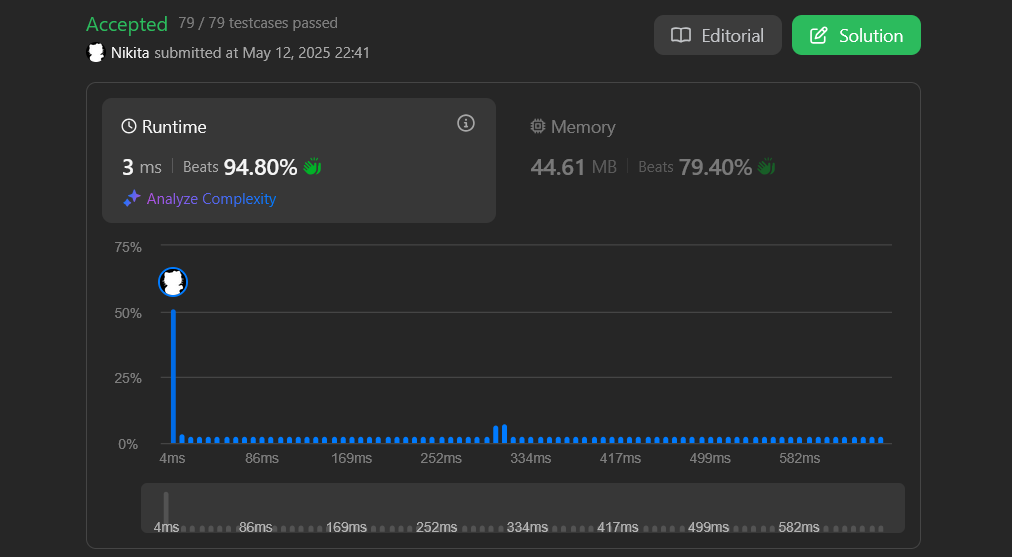 Accepted 79 / 79 testcases passed
Nikita submitted at May 12, 2025 22:41
Editorial
Solution
Runtime
3 ms | Beats 94.80%
Analyze Complexity
Memory
44.61 MB | Beats 79.40%
75%
50%
25%
0%
4ms 86ms 169ms 252ms 334ms 417ms 499ms 582ms
4ms 86ms 169ms 252ms 334ms 417ms 499ms 582ms